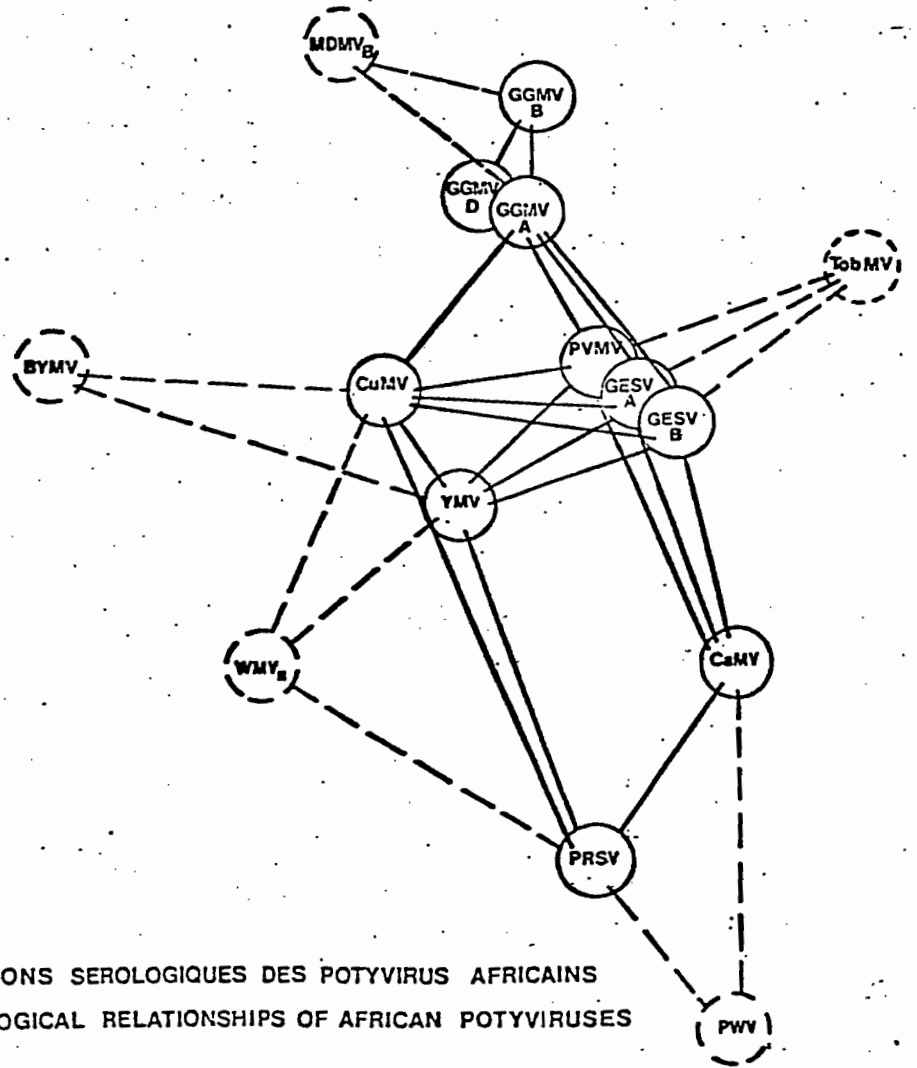 MDMV B
GGMV
B
GGMV
D
GGMV
A
TobMV
BYMV
PVMV
CuMV
GESV
A
GESV
B
YMV
WMV
CaMV
PRSV
ONS SEROLOGIQUES DES POTYVIRUS AFRICAINS
OGICAL RELATIONSHIPS OF AFRICAN POTYVIRUSES
PWV